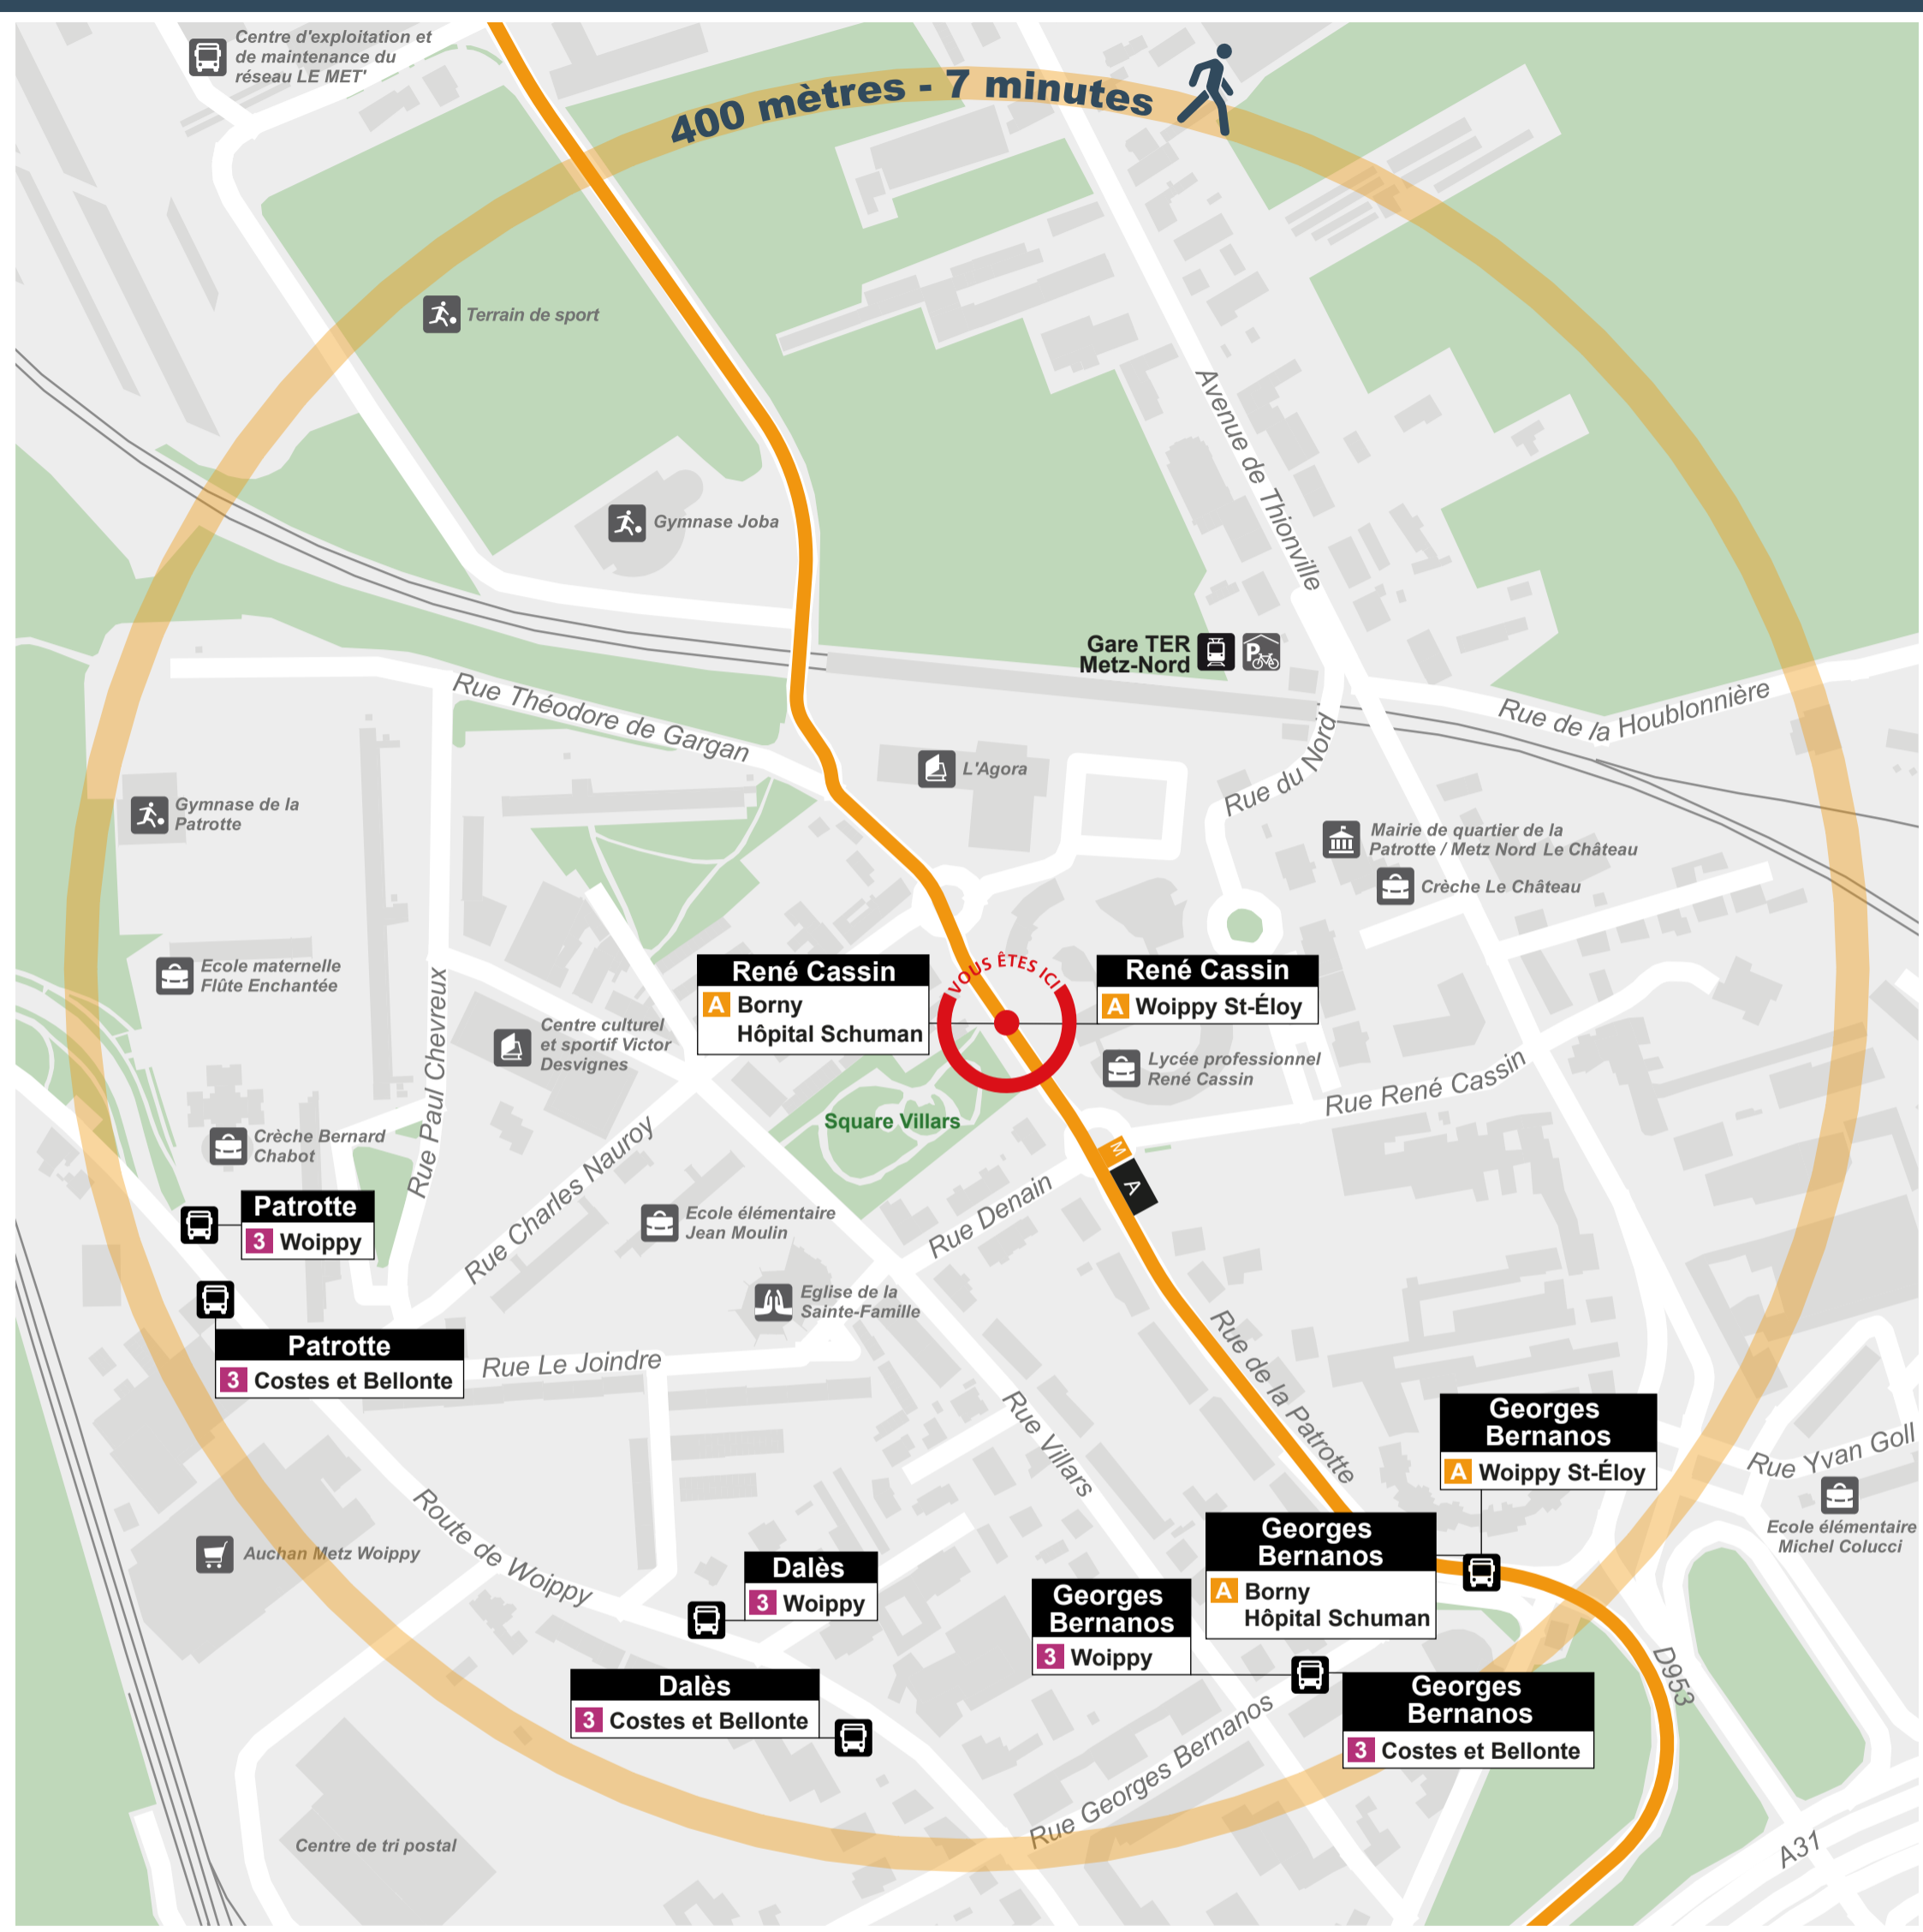 Centre d'exploitation et
de maintenance du
réseau LE MET'
400 mètres - 7 minutes
Terrain de sport
Avenue de Thionville
Gymnase Joba
Gare TER
Metz-Nord
P
Rue Théodore de Gargan
Rue de la Houblonnière
Rue du Nord
L'Agora
Gymnase de la
Patrotte
Mairie de quartier de la
Patrotte / Metz Nord Le Château
Crèche Le Château
Ecole maternelle
Flûte Enchantée
René Cassin
A Borny
Hôpital Schuman
VOUS ÊTES ICI
René Cassin
A Woippy St-Éloy
Rue Paul Chevreux
Centre culturel
et sportif Victor
Desvignes
Lycée professionnel
René Cassin
Rue René Cassin
Square Villars
Crèche Bernard
Chabot
Rue Charles Nauroy
M
A
Patrotte
3 Woippy
Ecole élémentaire
Jean Moulin
Rue Denain
Eglise de la
Sainte-Famille
Patrotte
3 Costes et Bellonte
Rue Le Joindre
Rue de la Patrotte
Rue Villars
Georges
Bernanos
A Woippy St-Éloy
Rue Yvan Goll
Ecole élémentaire
Michel Colucci
Route de Woippy
Auchan Metz Woippy
Georges
Bernanos
A Borny
Hôpital Schuman
Dalès
3 Woippy
Georges
Bernanos
3 Woippy
Dalès
3 Costes et Bellonte
Georges
Bernanos
3 Costes et Bellonte
D953
Rue Georges Bernanos
Centre de tri postal
A31